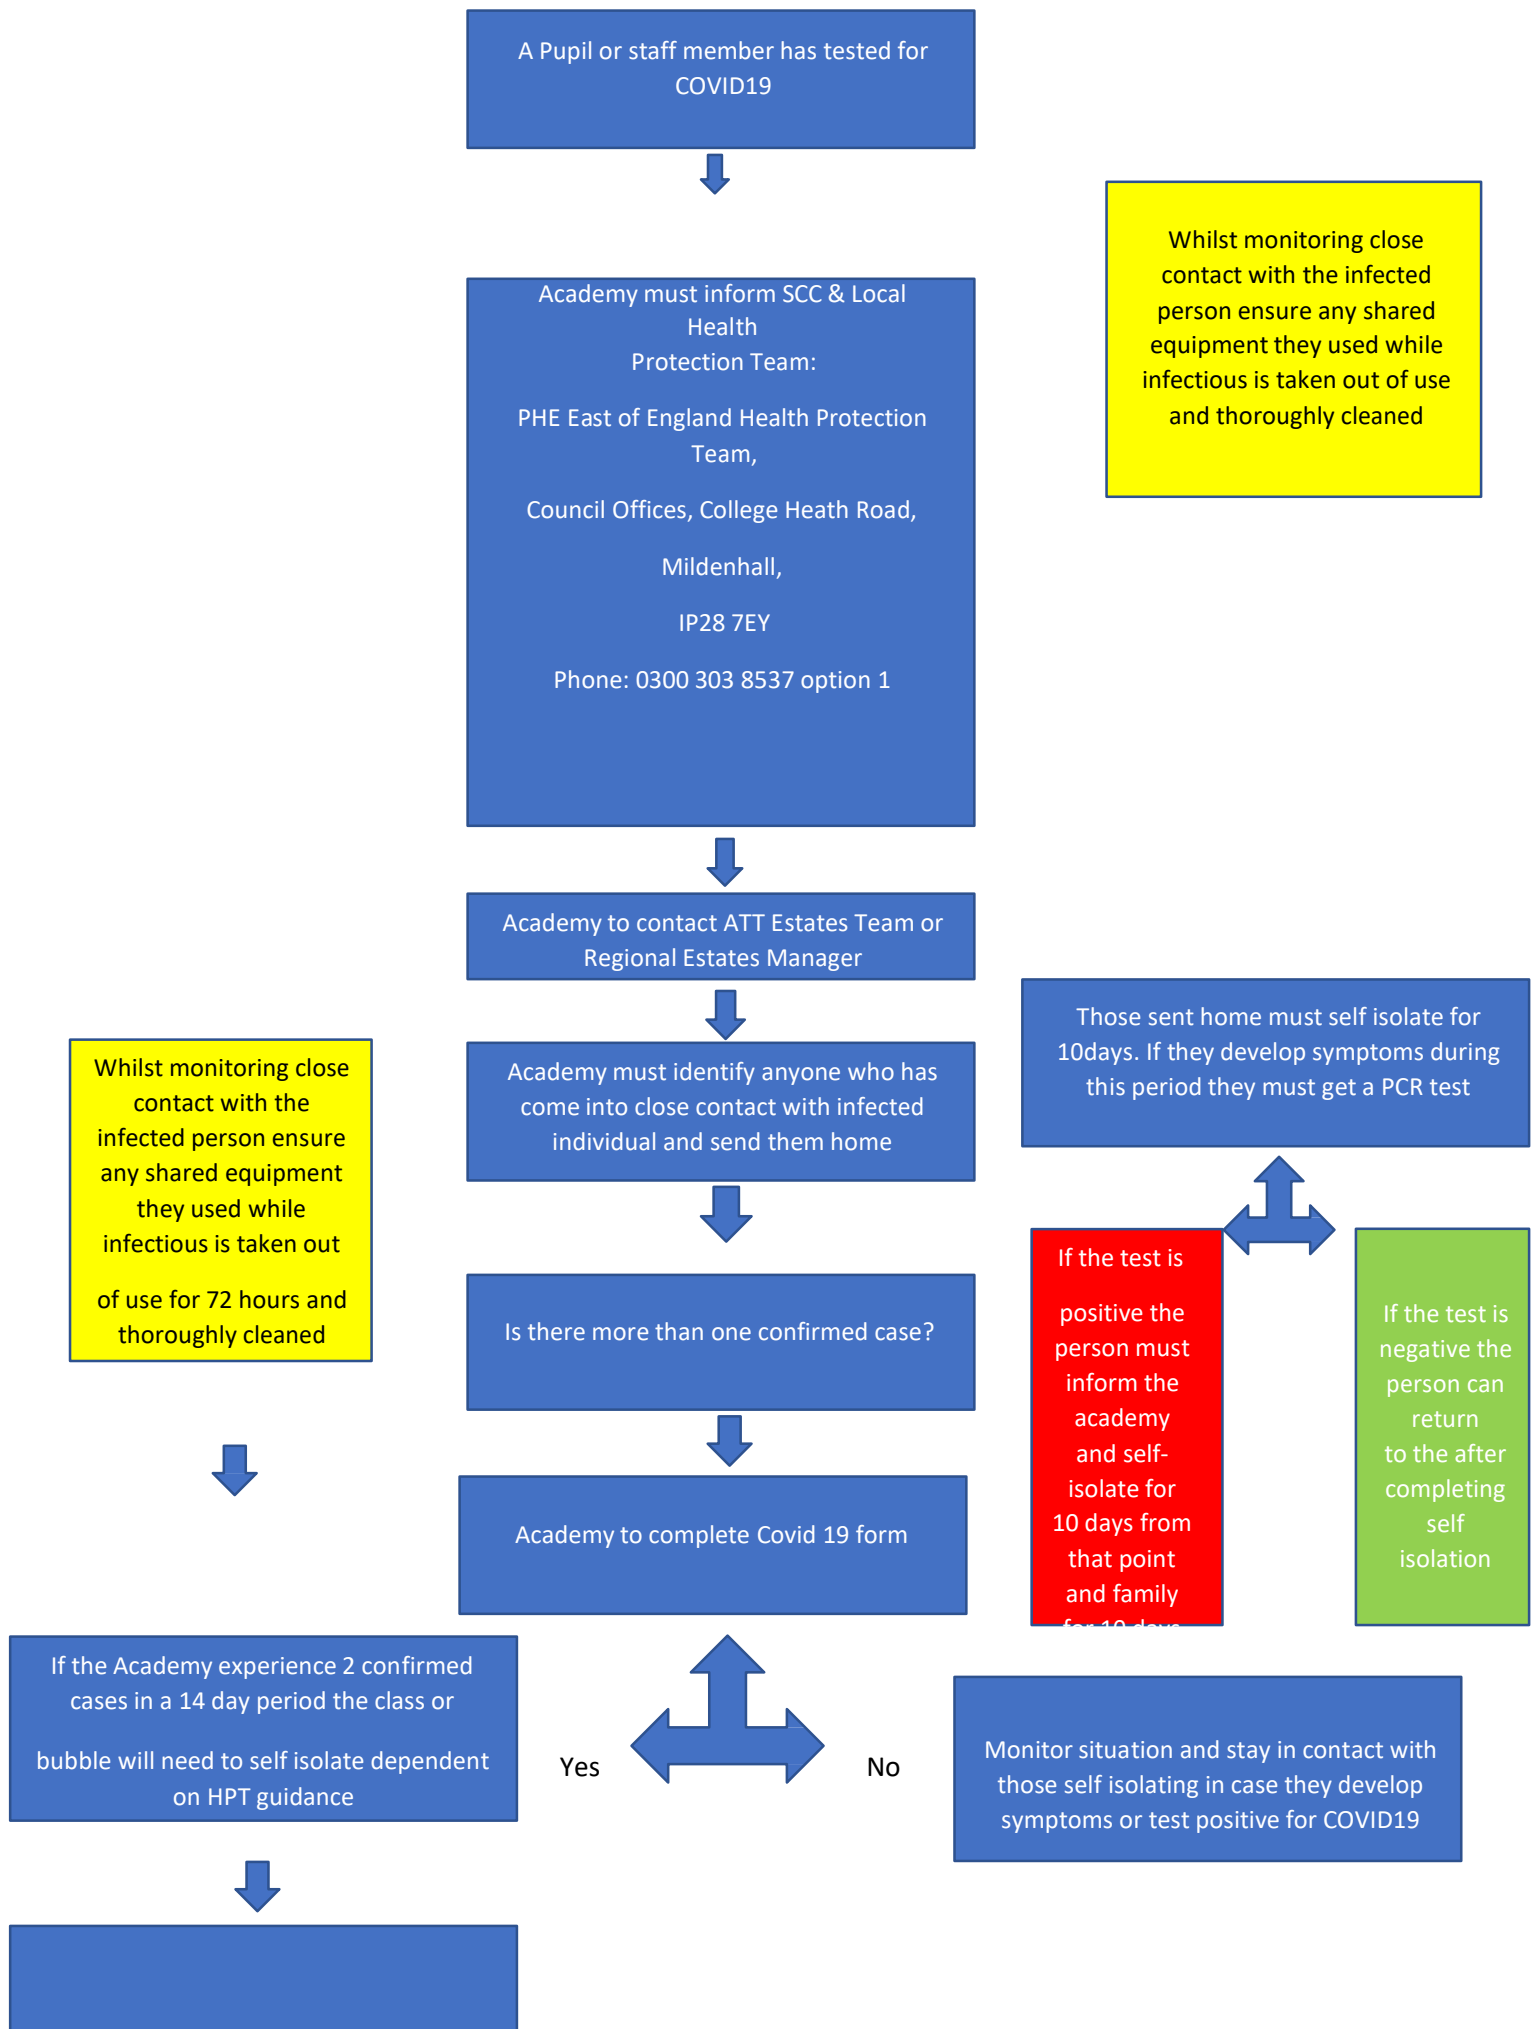 A Pupil or staff member has tested for
COVID19
Whilst monitoring close
contact with the infected
person ensure any shared
equipment they used while
infectious is taken out of use
and thoroughly cleaned
Academy must inform SCC & Local
Health
Protection Team:
PHE East of England Health Protection
Team,
Council Offices, College Heath Road,
Mildenhall,
IP28 7EY
Phone: 0300 303 8537 option 1
Academy to contact ATT Estates Team or
Regional Estates Manager
Those sent home must self isolate for
10days. If they develop symptoms during
this period they must get a PCR test
Whilst monitoring close
contact with the
infected person ensure
any shared equipment
they used while
infectious is taken out
of use for 72 hours and
thoroughly cleaned
Academy must identify anyone who has
come into close contact with infected
individual and send them home
If the test is
positive the
person must
inform the
academy
and self-
isolate for
10 days from
that point
and family
for 10 days
If the test is
negative the
person can
return
to the after
completing
self
isolation
Is there more than one confirmed case?
Academy to complete Covid 19 form
If the Academy experience 2 confirmed
cases in a 14 day period the class or
bubble will need to self isolate dependent
on HPT guidance
Yes
No
Monitor situation and stay in contact with
those self isolating in case they develop
symptoms or test positive for COVID19